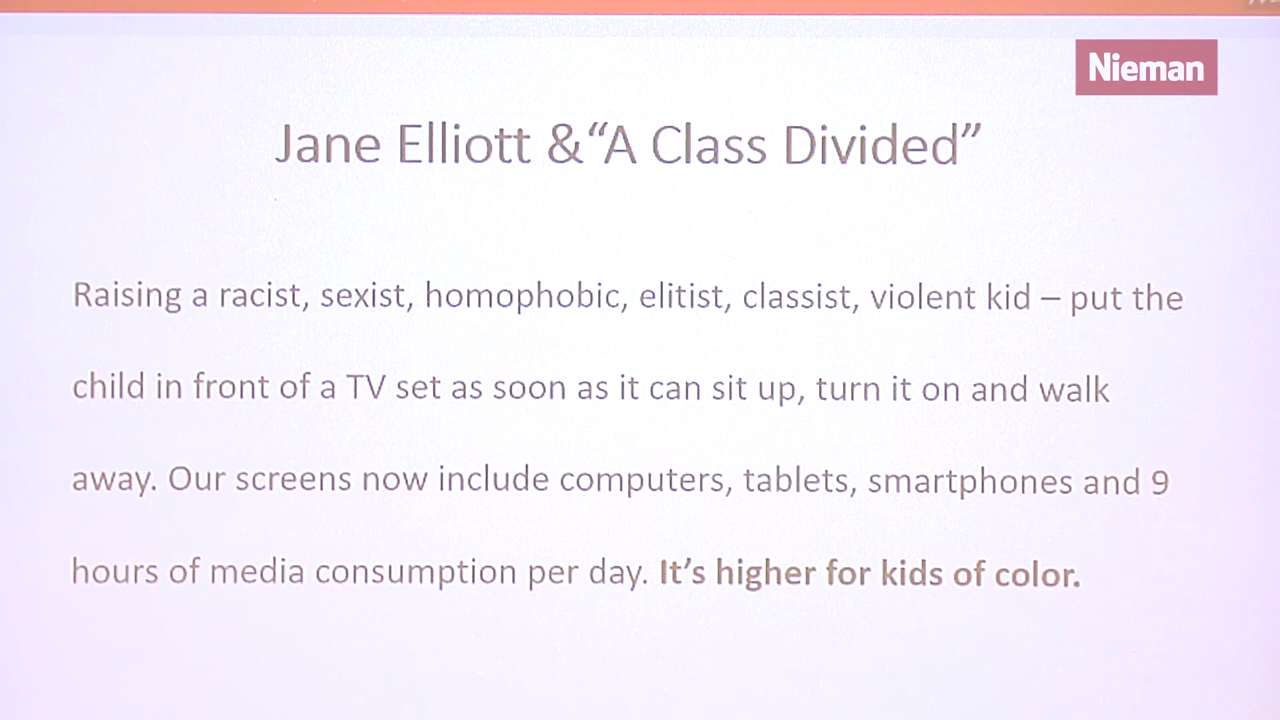 Nieman
Jane Elliott &“A Class Divided”
Raising a racist, sexist, homophobic, elitist, classist, violent kid – put the
child in front of a TV set as soon as it can sit up, turn it on and walk
away. Our screens now include computers, tablets, smartphones and 9
hours of media consumption per day. It’s higher for kids of color.